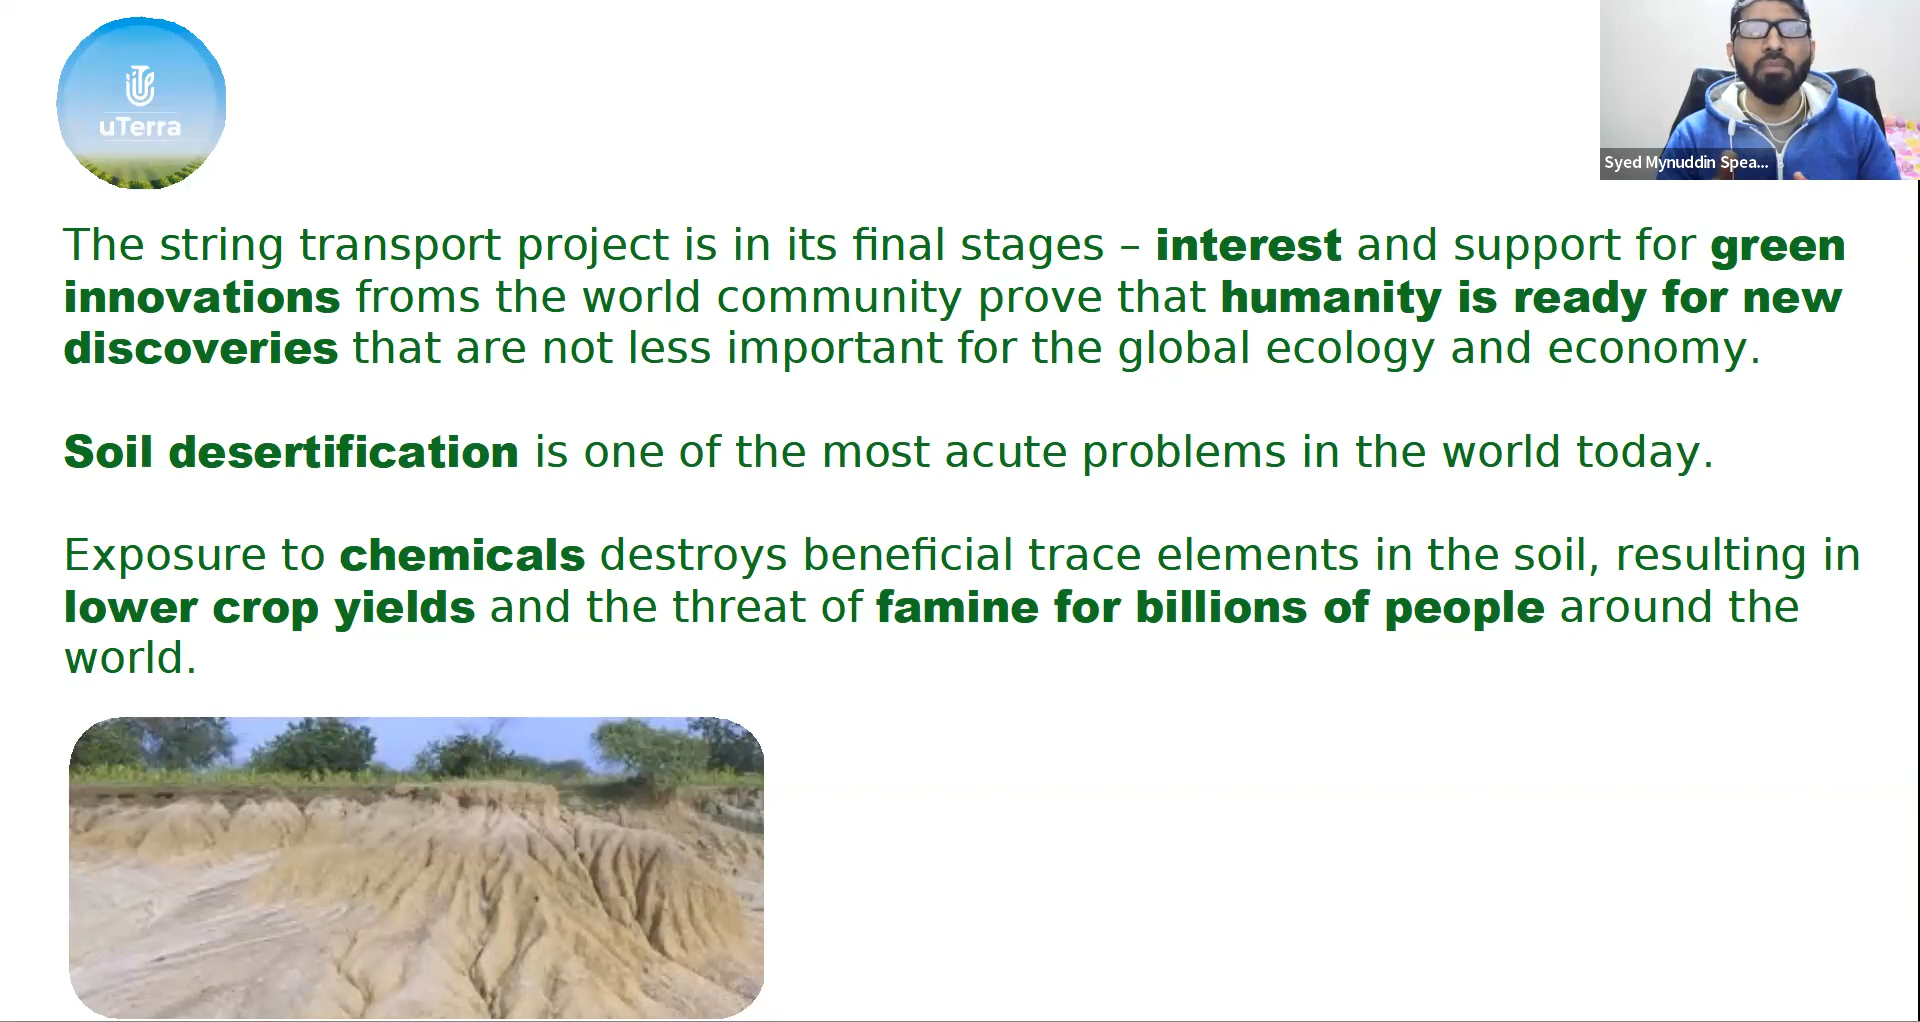 uTerra
Syed Mynuddin Spea...
The string transport project is in its final stages – interest and support for green
innovations froms the world community prove that humanity is ready for new
discoveries that are not less important for the global ecology and economy.
Soil desertification is one of the most acute problems in the world today.
Exposure to chemicals destroys beneficial trace elements in the soil, resulting in
lower crop yields and the threat of famine for billions of people around the
world.